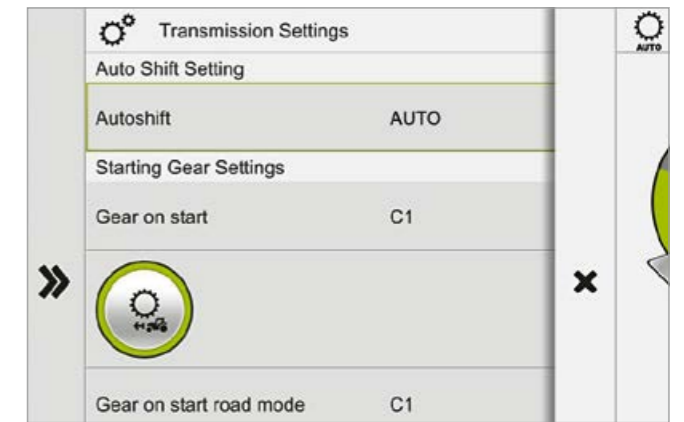 Transmission Settings
AUTO
Auto Shift Setting
Autoshift AUTO
Starting Gear Settings
Gear on start C1
Gear on start road mode C1